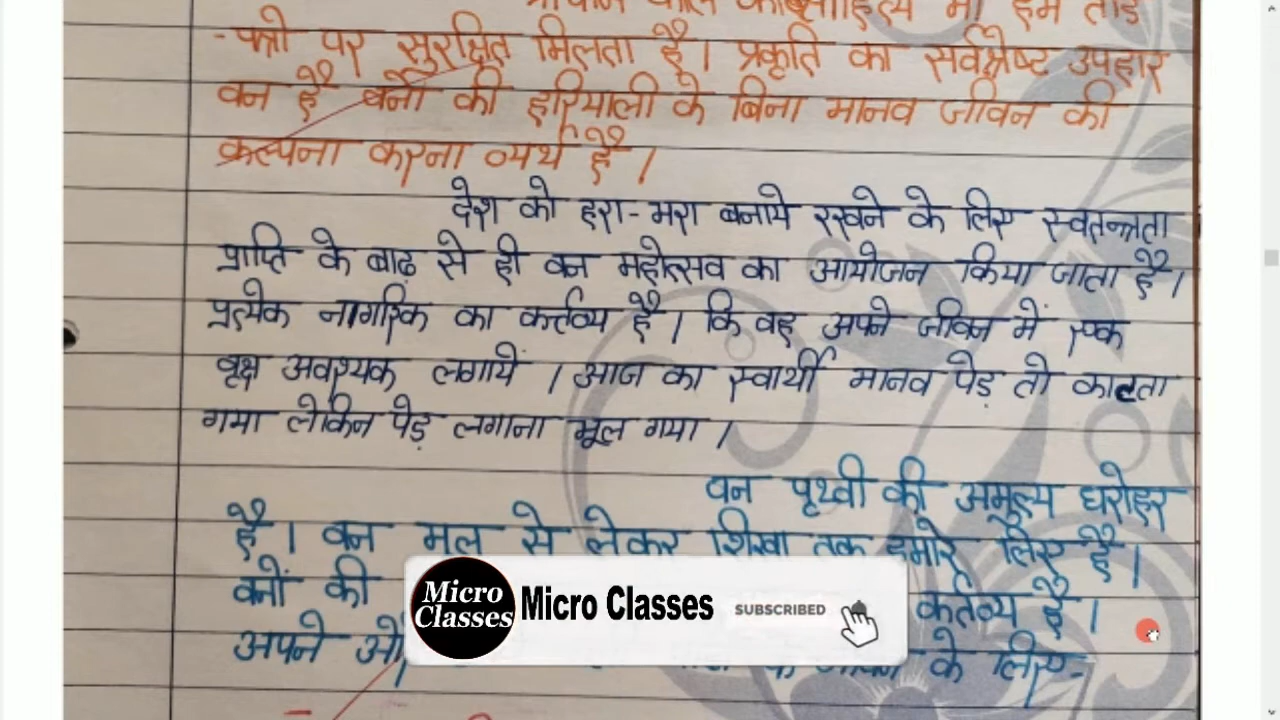 हम ताड़
-पत्रो पर सुरक्षित मिलता है। प्रकृति का सर्वश्रेष्ट उपहार
वन है वनों की हरियाली के बिना मानव जीवन की
कल्पना करना व्यर्थ है।
देश को हरा-भरा बनाये रखने के लिए स्वतन्त्रता
प्राप्ति के बाढ़ से ही वन महोत्सव का आयोजन किया जाता है।
प्रत्येक नागरिक का कर्तव्य है। कि वह अपने जीवन में एक
वृक्ष अवश्यक लगाये। आज का स्वार्थी मानव पेड़ तो काटता
गया लेकिन पेड़ लगाना भूल गया।
वन पृथ्वी की अमूल्य धरोहर
है। वन मूल से लेकर शिखा तक हमारे लिए है।
वनों की कर्तव्य है।
अपने के लिए-
Micro
Classes
Micro Classes
SUBSCRIBED